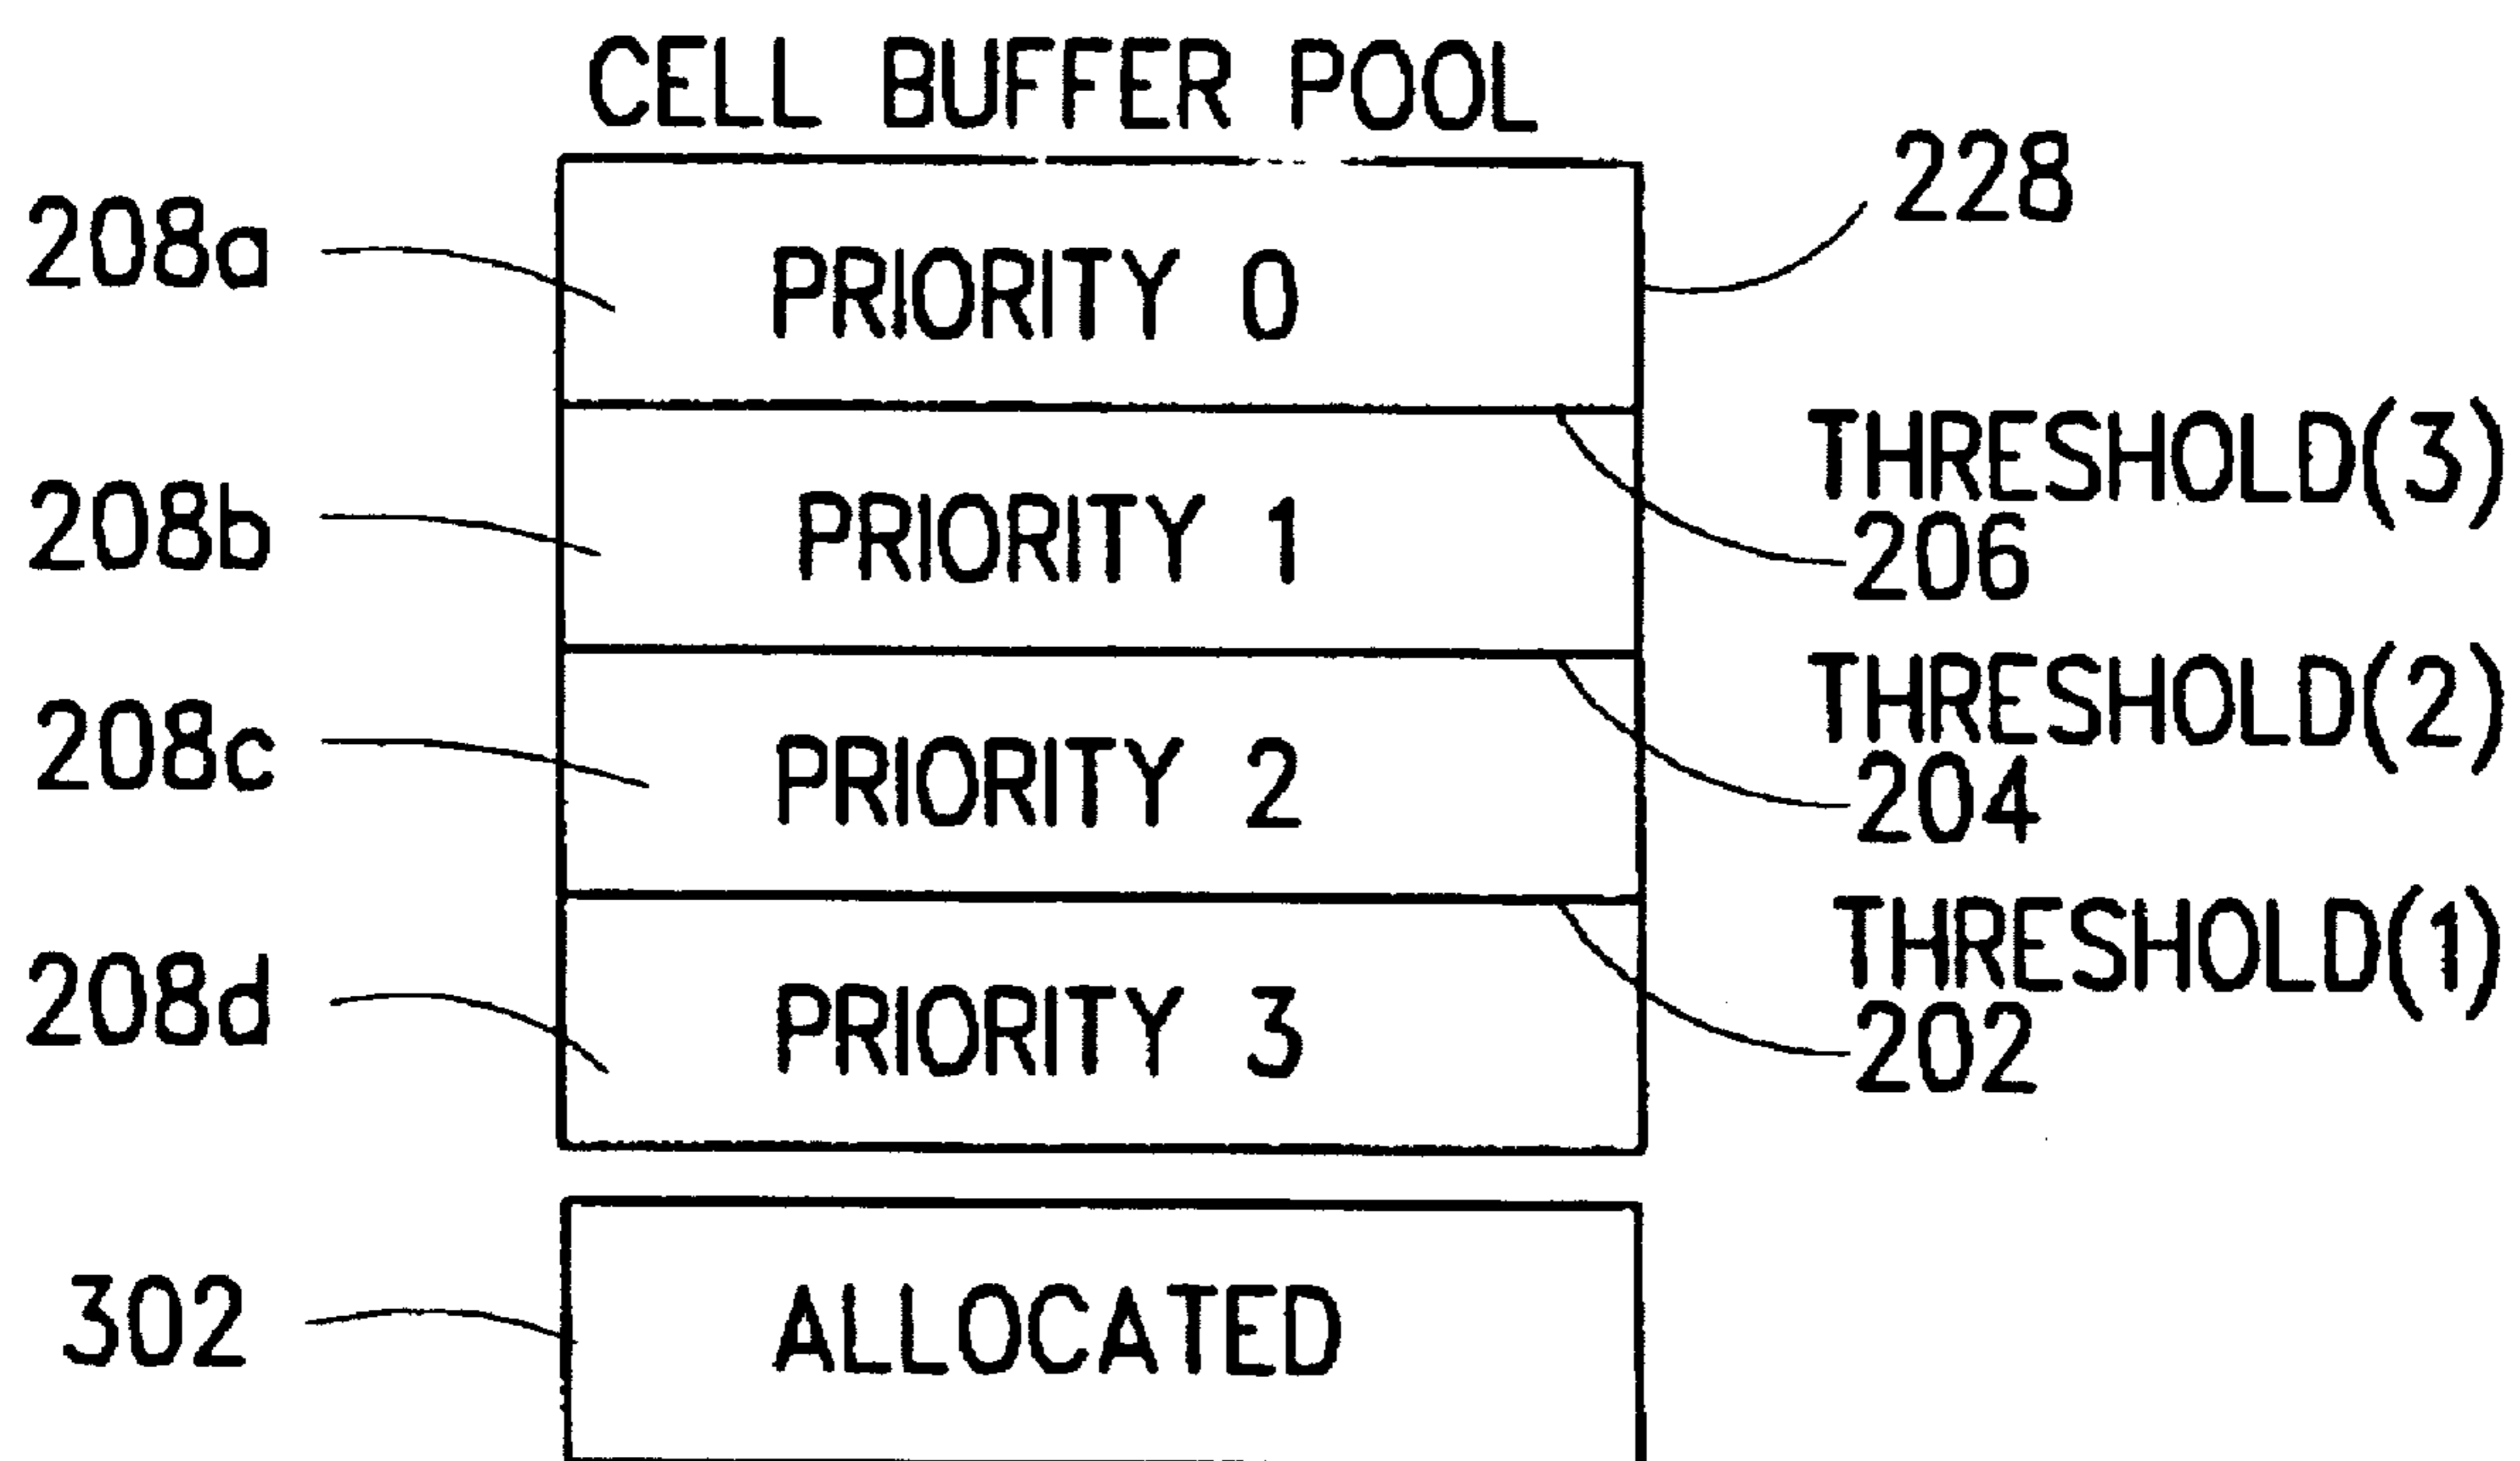 CELL BUFFER POOL
228
208a
PRIORITY 0
THRESHOLD(3)
206
208b
PRIORITY 1
THRESHOLD(2)
204
208c
PRIORITY 2
THRESHOLD(1)
202
208d
PRIORITY 3
302
ALLOCATED